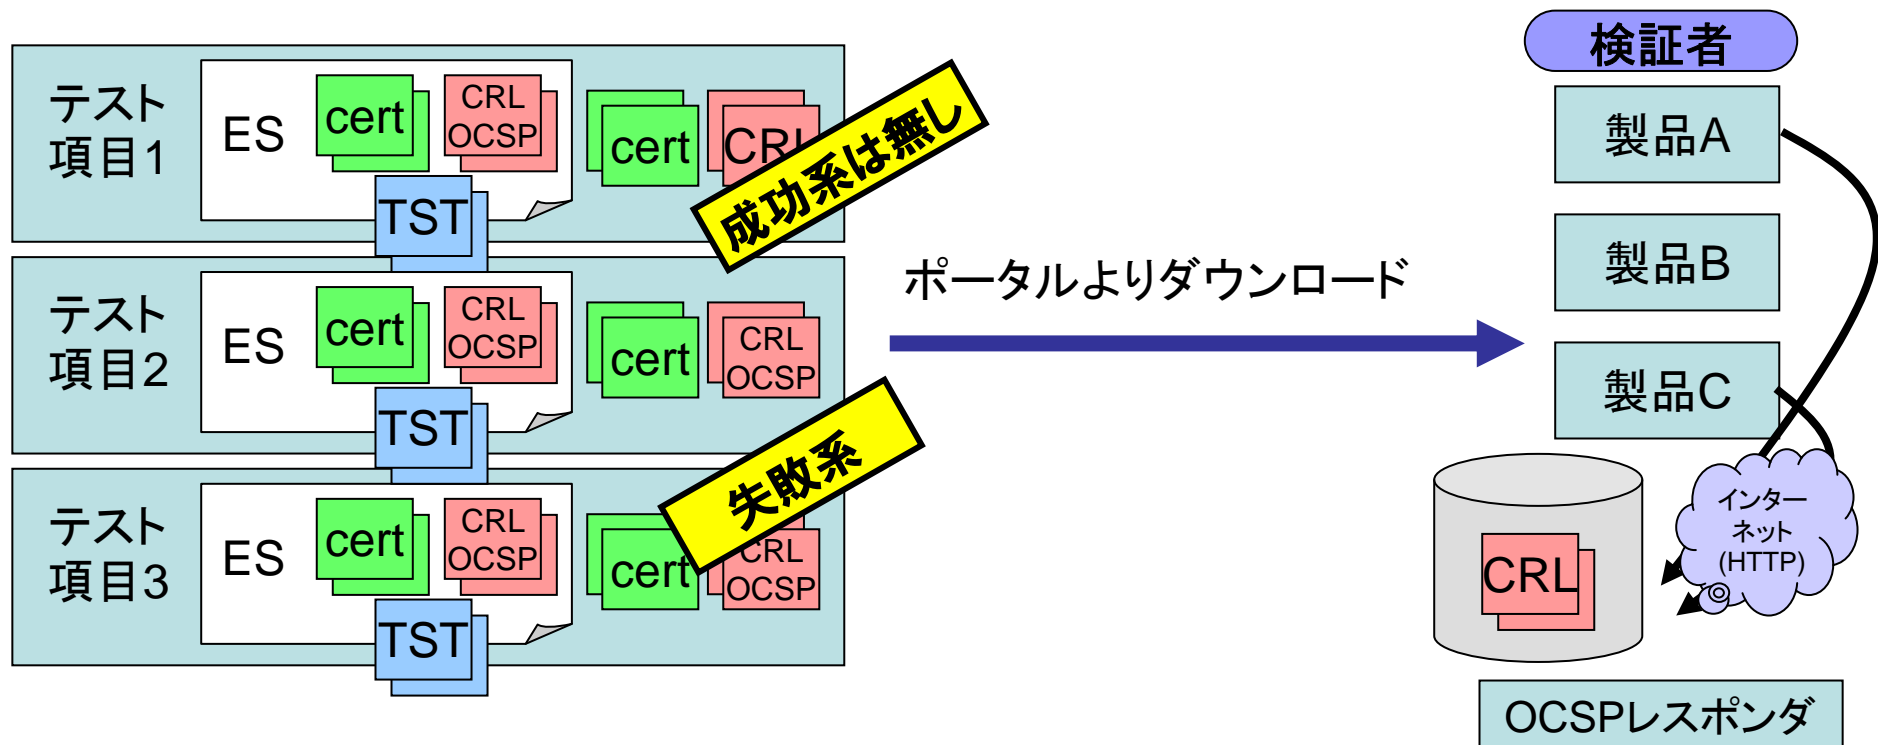 テスト
項目1
ES
cert
CRL
OCSP
TST
cert
CRL
成功系は無し
テスト
項目2
ES
cert
CRL
OCSP
TST
cert
CRL
OCSP
テスト
項目3
ES
cert
CRL
OCSP
TST
cert
CRL
OCSP
失敗系
ポータルよりダウンロード
検証者
製品A
製品B
製品C
インター
ネット
(HTTP)
CRL
OCSPレスポンダ